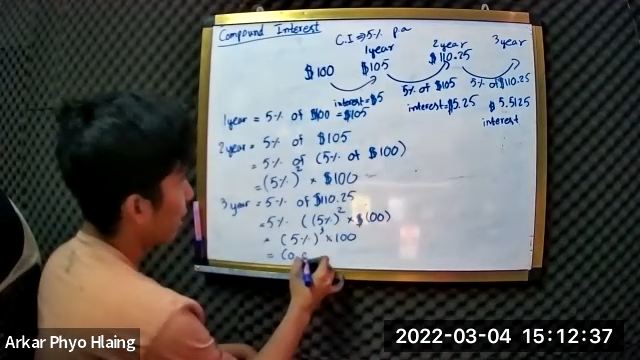 Compound Interest
C.I ⇒ 5% p.a
1year 2year 3year
$100 $105 $110.25
5% of $105 5% of $110.25
interest=$5 interest=$5.25 $5.5125
interest
1year = 5% of $100 = $105
2year = 5% of $105
= 5% of (5% of $100)
= (5%)² × $100
3year = 5% of $110.25
= 5% ((5%)² × $100)
= (5%)³ × 100
= (0.
Arkar Phyo Hlaing
2022-03-04 15:12:37